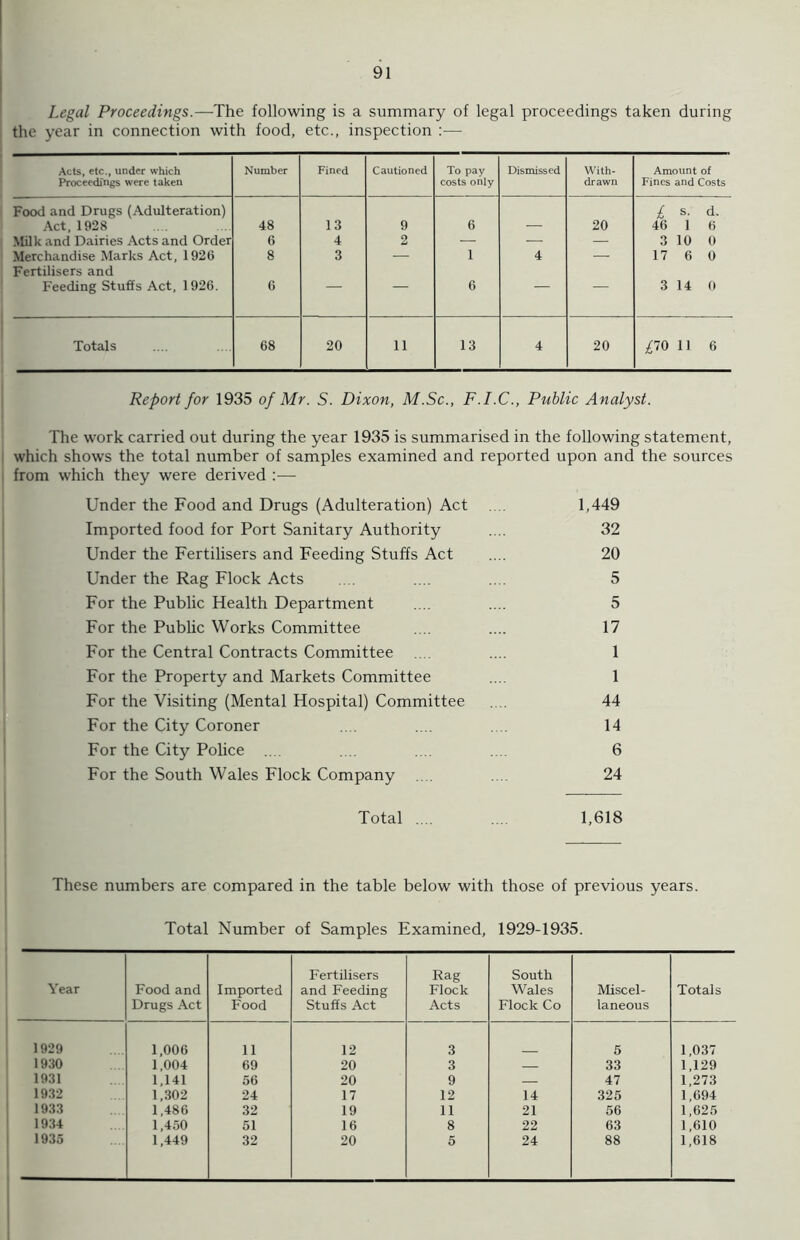 91
Legal Proceedings.—The following is a summary of legal proceedings taken during
the year in connection with food, etc., inspection :—
Acts, etc., under which Proceedings were taken | Number | Fined | Cautioned | To pay costs only | Dismissed | With-drawn | Amount of Fines and Costs
Food and Drugs (Adulteration) £ s. d.
Act, 1928 .... .... 48 13 9 6 — 20 46 1 6
Milk and Dairies Acts and Order 6 4 2 — — — 3 10 0
Merchandise Marks Act, 1926 8 3 — 1 4 — 17 6 0
Fertilisers and
Feeding Stuffs Act, 1926. 6 — — 6 — — 3 14 0
Totals .... .... 68 20 11 13 4 20 £70 11 6
Report for 1935 of Mr. S. Dixon, M.Sc., F.I.C., Public Analyst.
The work carried out during the year 1935 is summarised in the following statement,
which shows the total number of samples examined and reported upon and the sources
from which they were derived :—
Under the Food and Drugs (Adulteration) Act .... 1,449
Imported food for Port Sanitary Authority .... 32
Under the Fertilisers and Feeding Stuffs Act .... 20
Under the Rag Flock Acts .... .... .... 5
For the Public Health Department .... .... 5
For the Public Works Committee .... .... 17
For the Central Contracts Committee .... .... 1
For the Property and Markets Committee .... 1
For the Visiting (Mental Hospital) Committee .... 44
For the City Coroner .... .... .... 14
For the City Police .... .... .... .... 6
For the South Wales Flock Company .... .... 24
Total .... .... 1,618
These numbers are compared in the table below with those of previous years.
Total Number of Samples Examined, 1929-1935.
Year | Food and Drugs Act | Imported Food | Fertilisers and Feeding Stuffs Act | Rag Flock Acts | South Wales Flock Co | Miscel-laneous | Totals
1929 .... 1,006 11 12 3 — 5 1,037
1930 .... 1,004 69 20 3 — 33 1,129
1931 .... 1,141 56 20 9 — 47 1,273
1932 .... 1,302 24 17 12 14 325 1,694
1933 .... 1,486 32 19 11 21 56 1,625
1934 .... 1,450 51 16 8 22 63 1,610
1935 .... 1,449 32 20 5 24 88 1,618